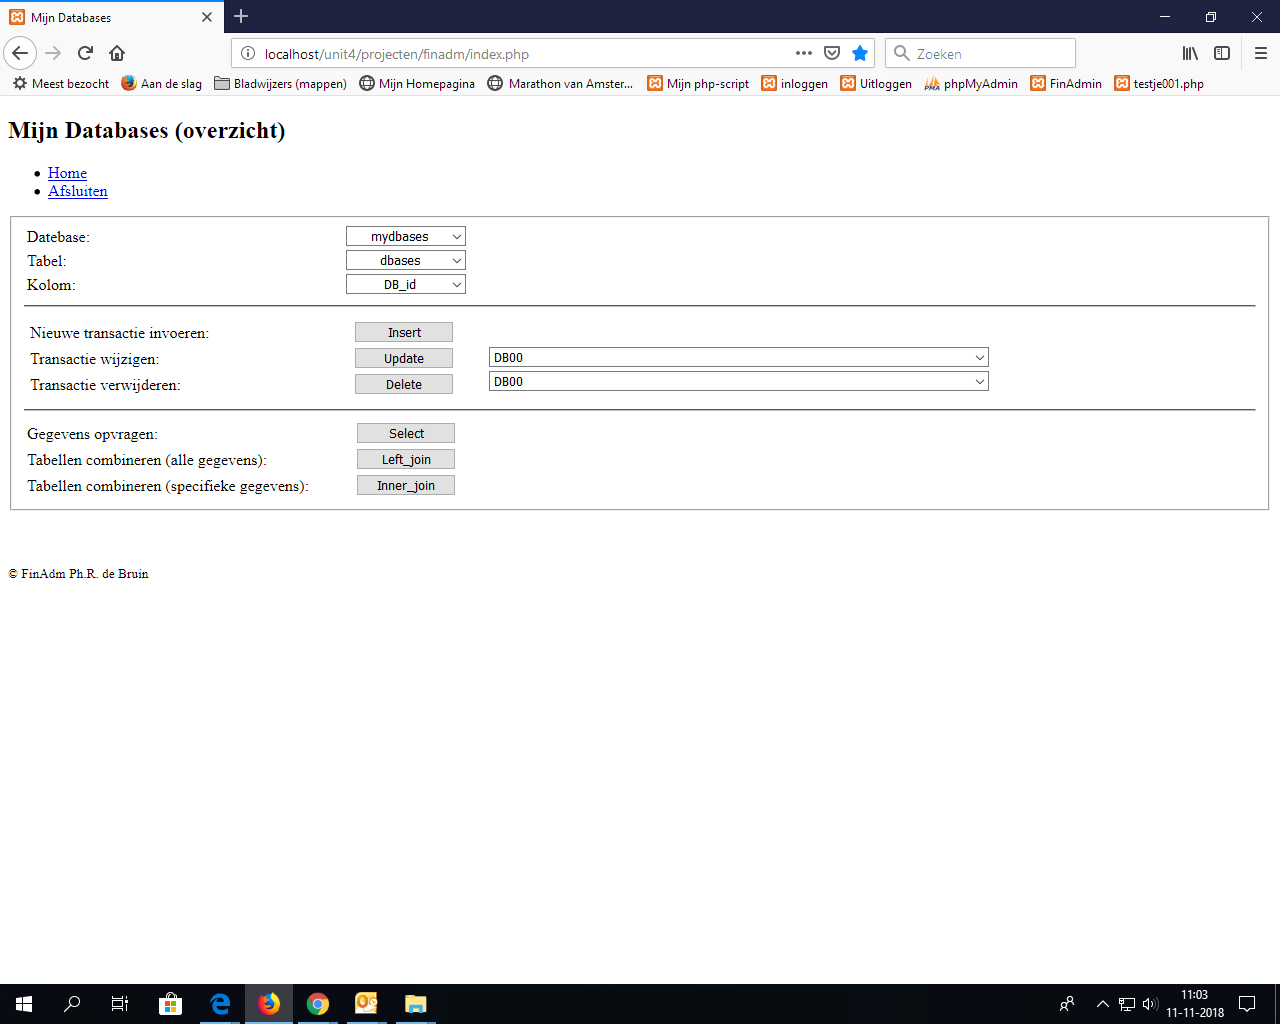 Mijn Databases
localhost/unit4/projecten/finadm/index.php
Zoeken
Meest bezocht Aan de slag Bladwijzers (mappen) Mijn Homepagina Marathon van Amster... Mijn php-script inloggen Uitloggen phpMyAdmin FinAdmin testje001.php
Mijn Databases (overzicht)
Home
Afsluiten
Datebase: mydbases
Tabel: dbases
Kolom: DB_id
Nieuwe transactie invoeren: Insert
Transactie wijzigen: Update DB00
Transactie verwijderen: Delete DB00
Gegevens opvragen: Select
Tabellen combineren (alle gegevens): Left_join
Tabellen combineren (specifieke gegevens): Inner_join
© FinAdm Ph.R. de Bruin
11:03
11-11-2018